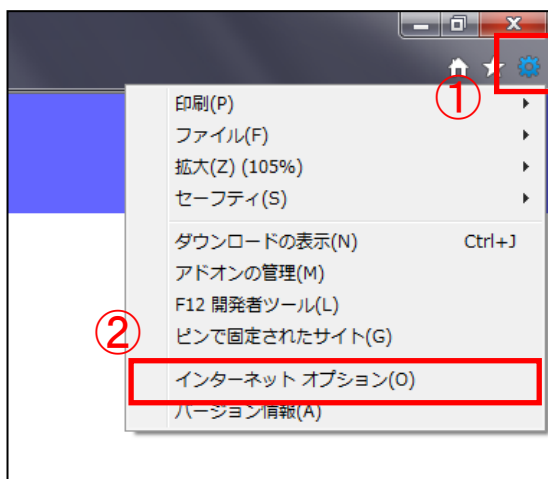 ①
印刷(P)
ファイル(F)
拡大(Z) (105%)
セーフティ(S)
ダウンロードの表示(N) Ctrl+J
アドオンの管理(M)
F12 開発者ツール(L)
②
ピンで固定されたサイト(G)
インターネット オプション(O)
バージョン情報(A)